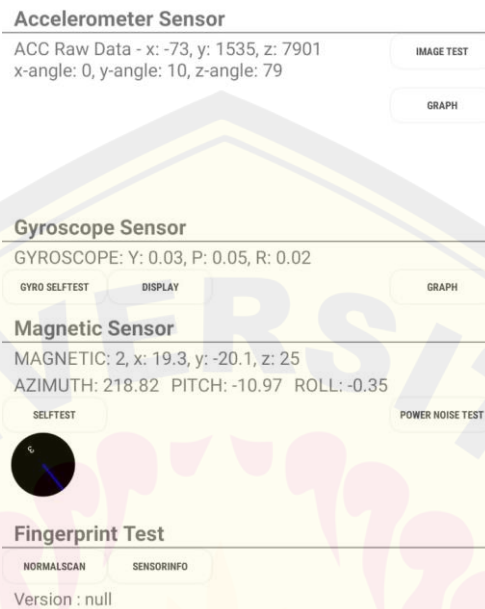 Accelerometer Sensor
ACC Raw Data - x: -73, y: 1535, z: 7901
x-angle: 0, y-angle: 10, z-angle: 79
IMAGE TEST
GRAPH
Gyroscope Sensor
GYROSCOPE: Y: 0.03, P: 0.05, R: 0.02
GYRO SELFTEST DISPLAY GRAPH
Magnetic Sensor
MAGNETIC: 2, x: 19.3, y: -20.1, z: 25
AZIMUTH: 218.82 PITCH: -10.97 ROLL: -0.35
SELFTEST POWER NOISE TEST
3
Fingerprint Test
NORMALSCAN SENSORINFO
Version : null